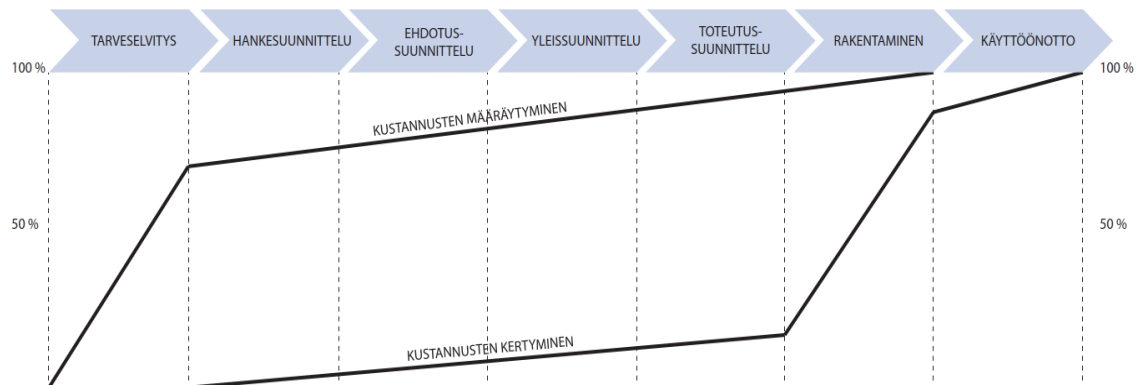 TARVESELVITYS
HANKESUUNNITTELU
EHDOTUS-
SUUNNITTELU
YLEISSUUNNITTELU
TOTEUTUS-
SUUNNITTELU
RAKENTAMINEN
KÄYTTÖÖNOTTO
100 %
100 %
KUSTANNUSTEN MÄÄRÄYTYMINEN
50 %
50 %
KUSTANNUSTEN KERTYMINEN